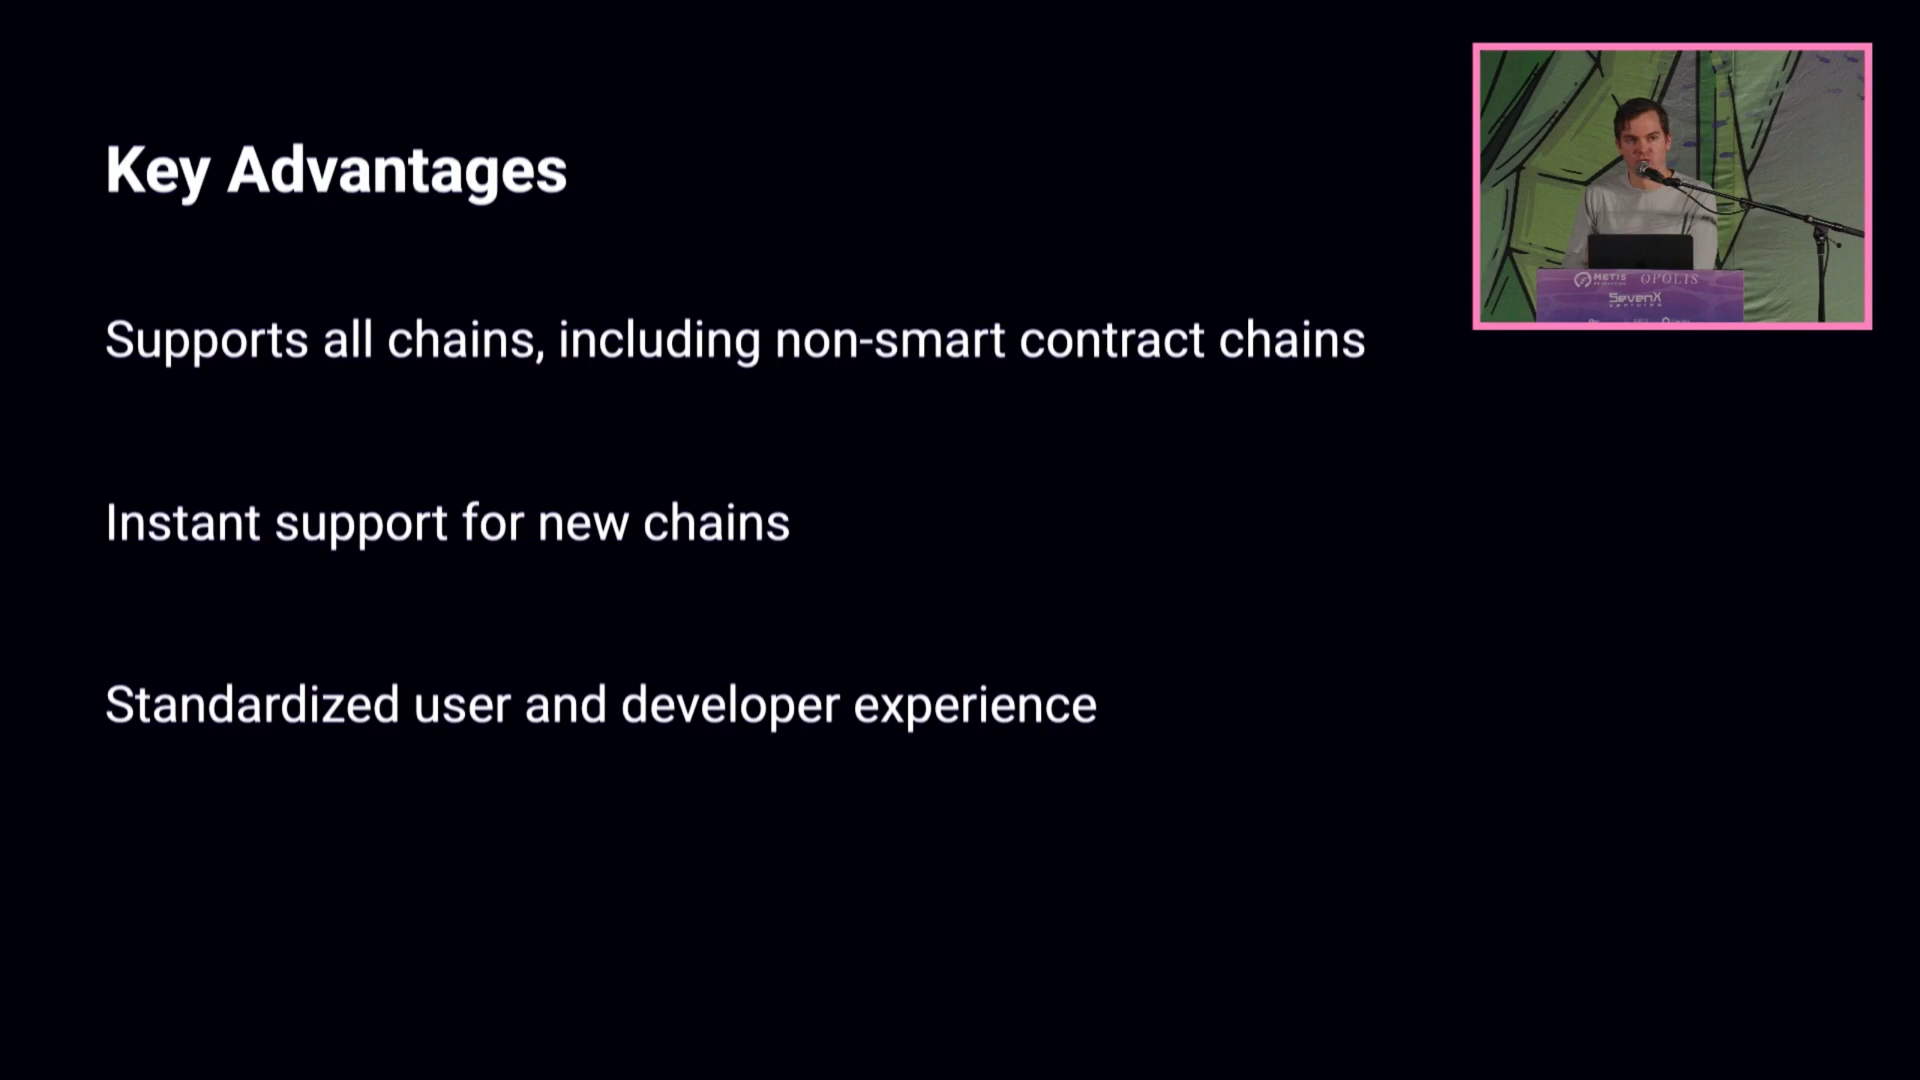 Key Advantages
Supports all chains, including non-smart contract chains
Instant support for new chains
Standardized user and developer experience
METIS
OPOLIS
SevenX